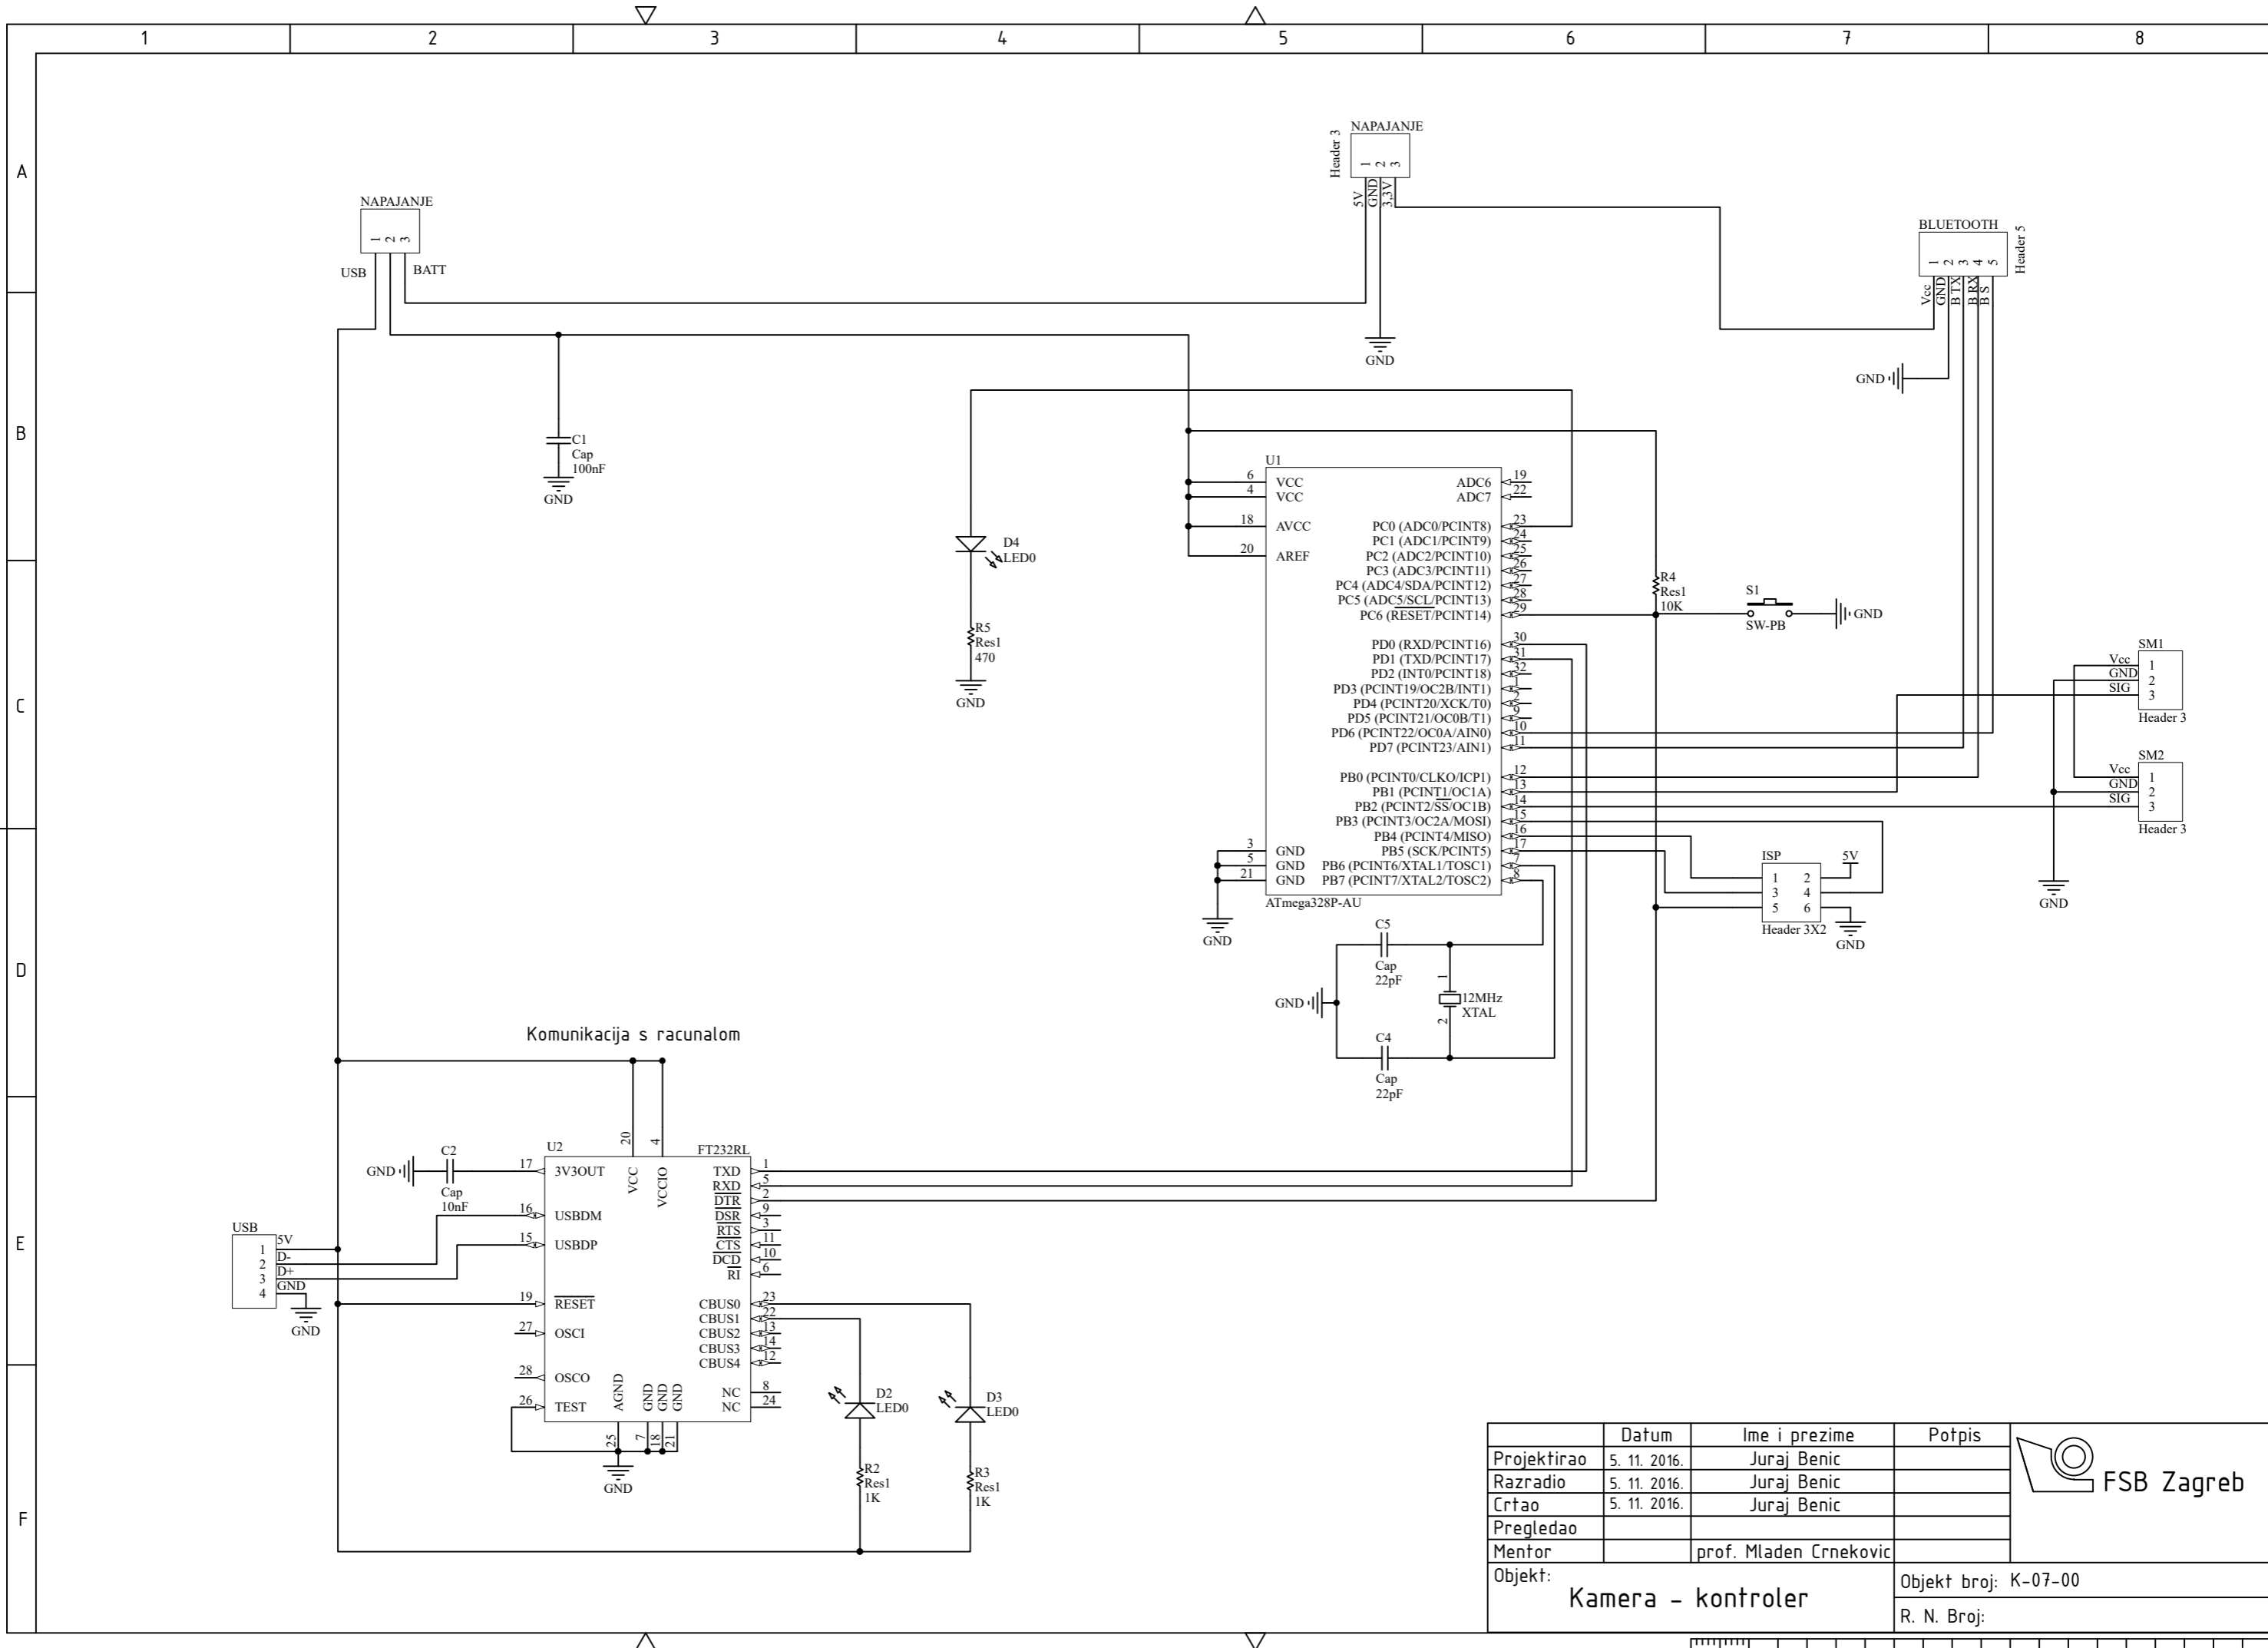 1 2 3 4 5 6 7 8
A
B
C
D
E
F
NAPAJANJE
1 2 3
USB
BATT
Header 3
NAPAJANJE
1 2 3
5V
GND
3,3V
GND
BLUETOOTH
Header 5
1 2 3 4 5
Vcc
GND
B TX
B RX
B S
GND
C1
Cap
100nF
GND
D4
LED0
R5
Res1
470
GND
U1
6 VCC
4 VCC
18 AVCC
20 AREF
3 GND
5 GND
21 GND
GND
ADC6 19
ADC7 22
PC0 (ADC0/PCINT8) 23
PC1 (ADC1/PCINT9) 24
PC2 (ADC2/PCINT10) 25
PC3 (ADC3/PCINT11) 26
PC4 (ADC4/SDA/PCINT12) 27
PC5 (ADC5/SCL/PCINT13) 28
PC6 (RESET/PCINT14) 29
PD0 (RXD/PCINT16) 30
PD1 (TXD/PCINT17) 31
PD2 (INT0/PCINT18) 32
PD3 (PCINT19/OC2B/INT1) 1
PD4 (PCINT20/XCK/T0) 2
PD5 (PCINT21/OC0B/T1) 9
PD6 (PCINT22/OC0A/AIN0) 10
PD7 (PCINT23/AIN1) 11
PB0 (PCINT0/CLKO/ICP1) 12
PB1 (PCINT1/OC1A) 13
PB2 (PCINT2/SS/OC1B) 14
PB3 (PCINT3/OC2A/MOSI) 15
PB4 (PCINT4/MISO) 16
PB5 (SCK/PCINT5) 17
PB6 (PCINT6/XTAL1/TOSC1) 7
PB7 (PCINT7/XTAL2/TOSC2) 8
ATmega328P-AU
R4
Res1
10K
S1
SW-PB
GND
SM1
Vcc 1
GND 2
SIG 3
Header 3
SM2
Vcc 1
GND 2
SIG 3
Header 3
GND
ISP
5V
1 2
3 4
5 6
Header 3X2
GND
C5
Cap
22pF
GND
1
12MHz
XTAL
2
C4
Cap
22pF
Komunikacija s racunalom
U2
FT232RL
20 VCC
4 VCCIO
GND
C2
Cap
10nF
17 3V3OUT
16 USBDM
15 USBDP
19 RESET
27 OSCI
28 OSCO
26 TEST
25 AGND
7 GND
18 GND
21 GND
GND
TXD 1
RXD 5
DTR 2
DSR 9
RTS 3
CTS 11
DCD 10
RI 6
CBUS0 23
CBUS1 22
CBUS2 13
CBUS3 14
CBUS4 12
NC 8
NC 24
USB
1 5V
2 D-
3 D+
4 GND
GND
D2
LED0
D3
LED0
R2
Res1
1K
R3
Res1
1K
Datum Ime i prezime Potpis
Projektirao 5. 11. 2016. Juraj Benic
Razradio 5. 11. 2016. Juraj Benic
Crtao 5. 11. 2016. Juraj Benic
Pregledao
Mentor prof. Mladen Crnekovic
FSB Zagreb
Objekt:
Kamera - kontroler
Objekt broj: K-07-00
R. N. Broj: